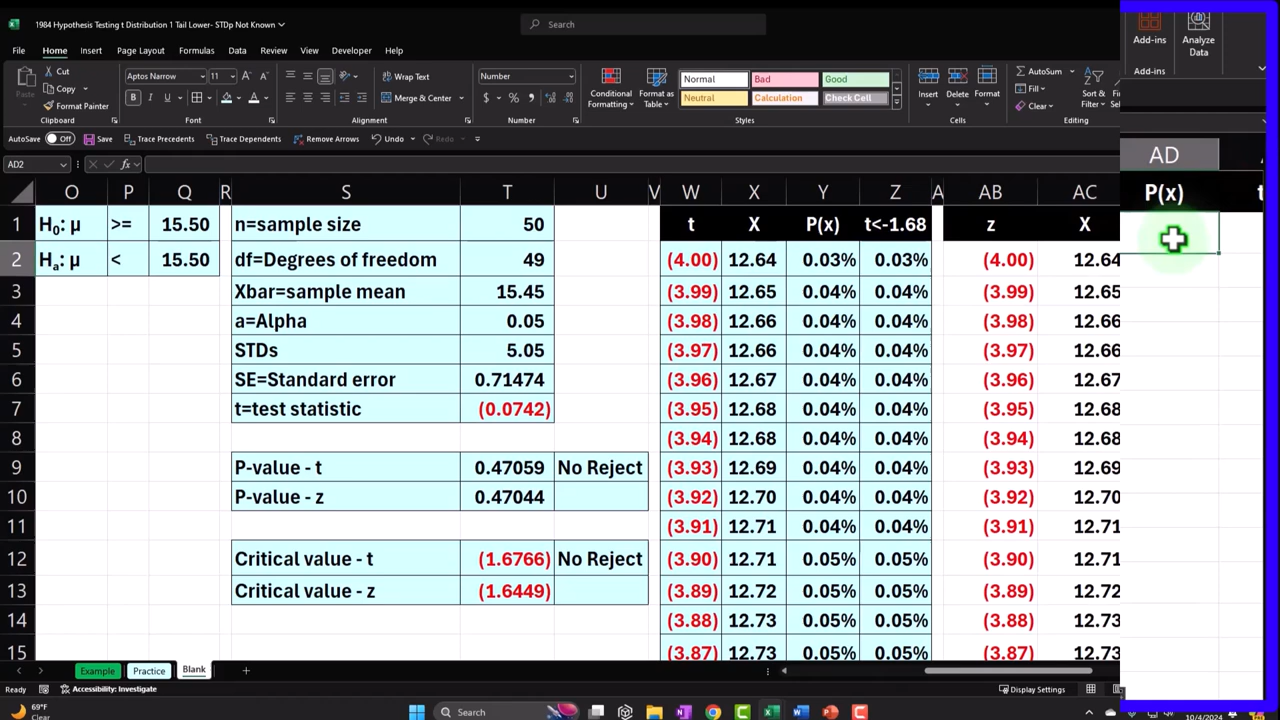 1984 Hypothesis Testing t Distribution 1 Tail Lower- STDp Not Known
Search
File Home Insert Page Layout Formulas Data Review View Developer Help
Paste
Cut
Copy
Format Painter
Clipboard
Aptos Narrow 11
B I U
Font
Wrap Text
Merge & Center
Alignment
Number
$ % ,
Number
Conditional Formatting
Format as Table
Normal Bad Good
Neutral Calculation Check Cell
Styles
Insert Delete Format
Cells
AutoSum
Fill
Clear
Sort & Filter
Editing
Add-ins
Add-ins
Analyze Data
AutoSave Off Save Trace Precedents Trace Dependents Remove Arrows Undo
AD2 fx
O P Q R S T U V W X Y Z A AB AC AD
1 H0: µ >= 15.50 n=sample size 50 t X P(x) t<-1.68 z X P(x) t
2 Ha: µ < 15.50 df=Degrees of freedom 49 (4.00) 12.64 0.03% 0.03% (4.00) 12.64
3 Xbar=sample mean 15.45 (3.99) 12.65 0.04% 0.04% (3.99) 12.65
4 a=Alpha 0.05 (3.98) 12.66 0.04% 0.04% (3.98) 12.66
5 STDs 5.05 (3.97) 12.66 0.04% 0.04% (3.97) 12.66
6 SE=Standard error 0.71474 (3.96) 12.67 0.04% 0.04% (3.96) 12.67
7 t=test statistic (0.0742) (3.95) 12.68 0.04% 0.04% (3.95) 12.68
8 (3.94) 12.68 0.04% 0.04% (3.94) 12.68
9 P-value - t 0.47059 No Reject (3.93) 12.69 0.04% 0.04% (3.93) 12.69
10 P-value - z 0.47044 (3.92) 12.70 0.04% 0.04% (3.92) 12.70
11 (3.91) 12.71 0.04% 0.04% (3.91) 12.71
12 Critical value - t (1.6766) No Reject (3.90) 12.71 0.05% 0.05% (3.90) 12.71
13 Critical value - z (1.6449) (3.89) 12.72 0.05% 0.05% (3.89) 12.72
14 (3.88) 12.73 0.05% 0.05% (3.88) 12.73
15 (3.87) 12.73 0.05% 0.05% (3.87) 12.73
Example Practice Blank +
Ready Accessibility: Investigate Display Settings
69°F
Clear
Search
10/4/2024